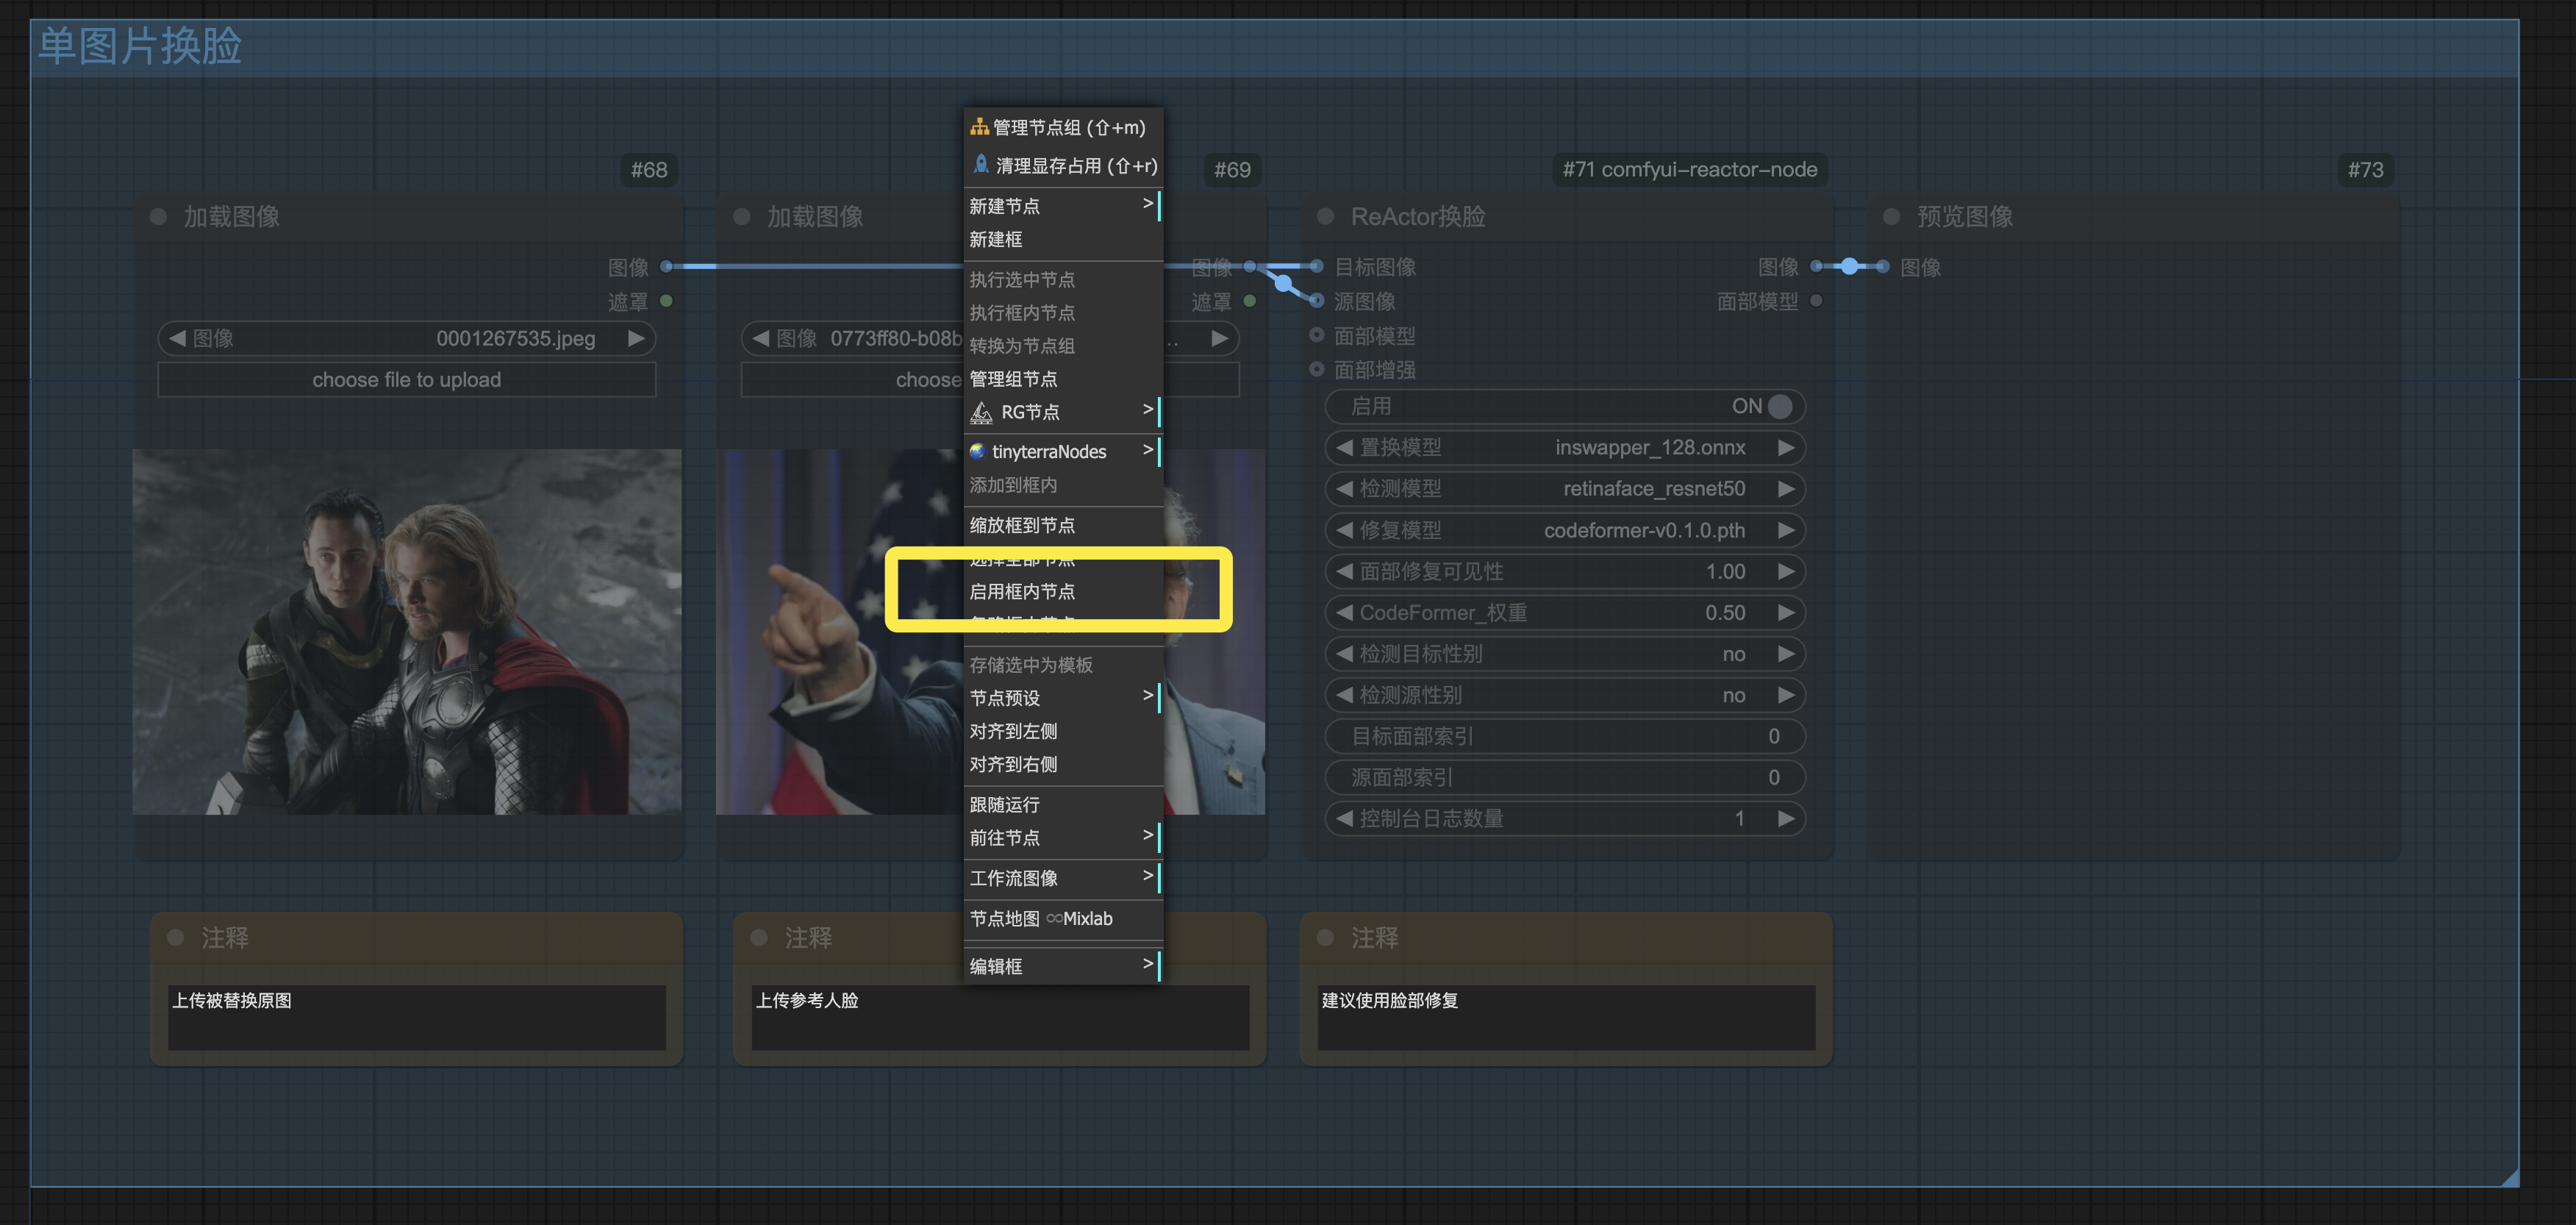 单图片换脸
管理节点组 (⇧+m)
清理显存占用 (⇧+r)
新建节点 >
新建框
执行选中节点
执行框内节点
转换为节点组
管理组节点
RG节点 >
tinyterraNodes >
添加到框内
缩放框到节点
启用框内节点
存储选中为模板
节点预设 >
对齐到左侧
对齐到右侧
跟随运行
前往节点 >
工作流图像 >
节点地图 ∞Mixlab
编辑框 >
#68
加载图像
图像
遮罩
图像 0001267535.jpeg
choose file to upload
#69
加载图像
图像
遮罩
图像 0773ff80-b08b ..
choose
#71 comfyui-reactor-node
ReActor换脸
目标图像 图像
源图像 面部模型
面部模型
面部增强
启用 ON
置换模型 inswapper_128.onnx
检测模型 retinaface_resnet50
修复模型 codeformer-v0.1.0.pth
面部修复可见性 1.00
CodeFormer_权重 0.50
检测目标性别 no
检测源性别 no
目标面部索引 0
源面部索引 0
控制台日志数量 1
#73
预览图像
图像
注释
上传被替换原图
注释
上传参考人脸
注释
建议使用脸部修复